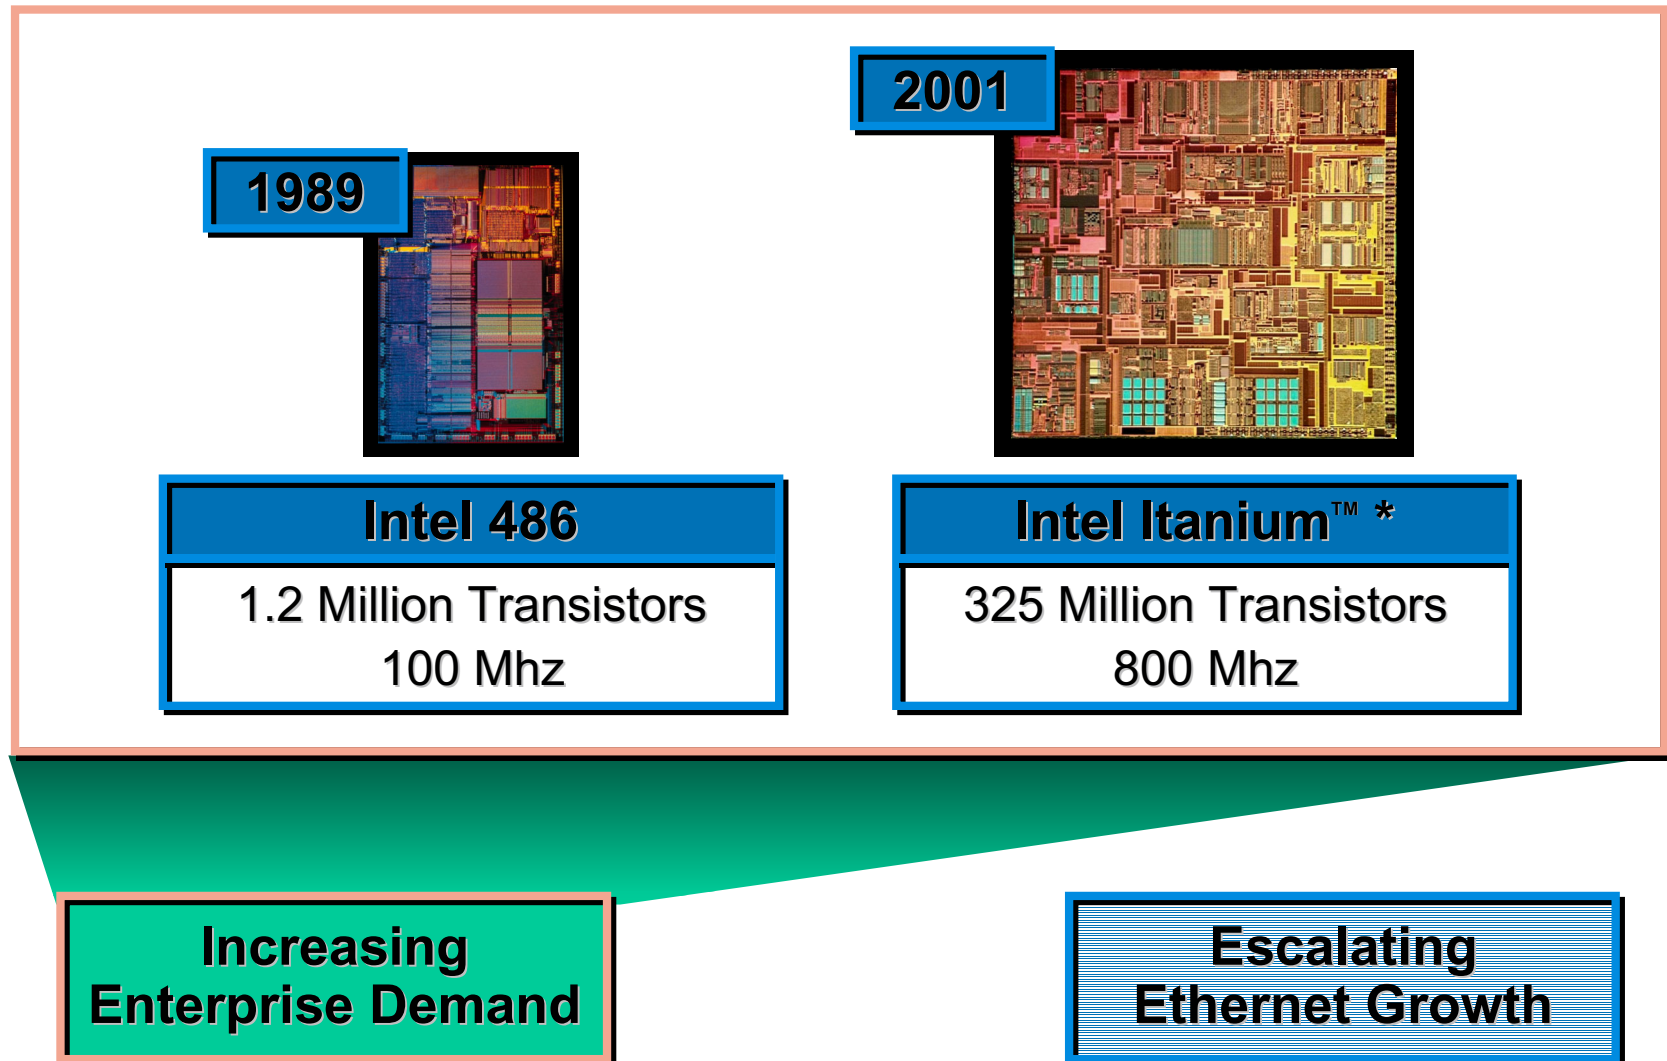 1989
2001
Intel 486
1.2 Million Transistors
100 Mhz
Intel Itanium™ *
325 Million Transistors
800 Mhz
Increasing
Enterprise Demand
Escalating
Ethernet Growth